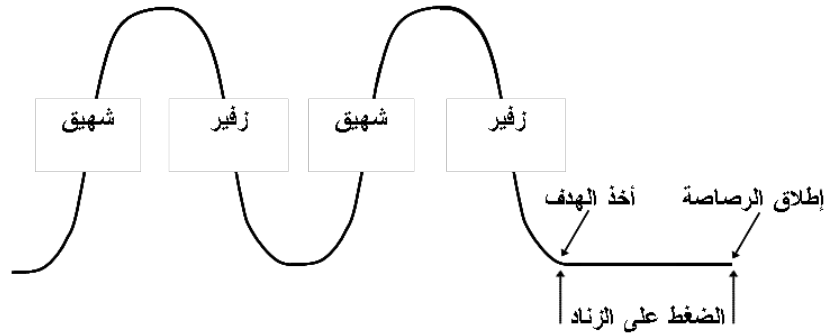 شهيق
زفير
شهيق
زفير
أخذ الهدف
إطلاق الرصاصة
الضغط على الزناد